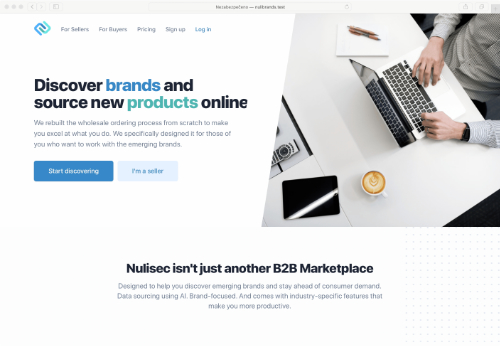 For Sellers For Buyers Pricing Sign up Log in
Discover brands and
source new products online
We rebuilt the wholesale ordering process from scratch to make
you excel at what you do. We specifically designed it for those of
you who want to work with the emerging brands.
Start discovering I'm a seller
Nulisec isn't just another B2B Marketplace
Designed to help you discover emerging brands and stay ahead of consumer demand.
Data sourcing using AI. Brand-focused. And comes with industry-specific features that
make you more productive.